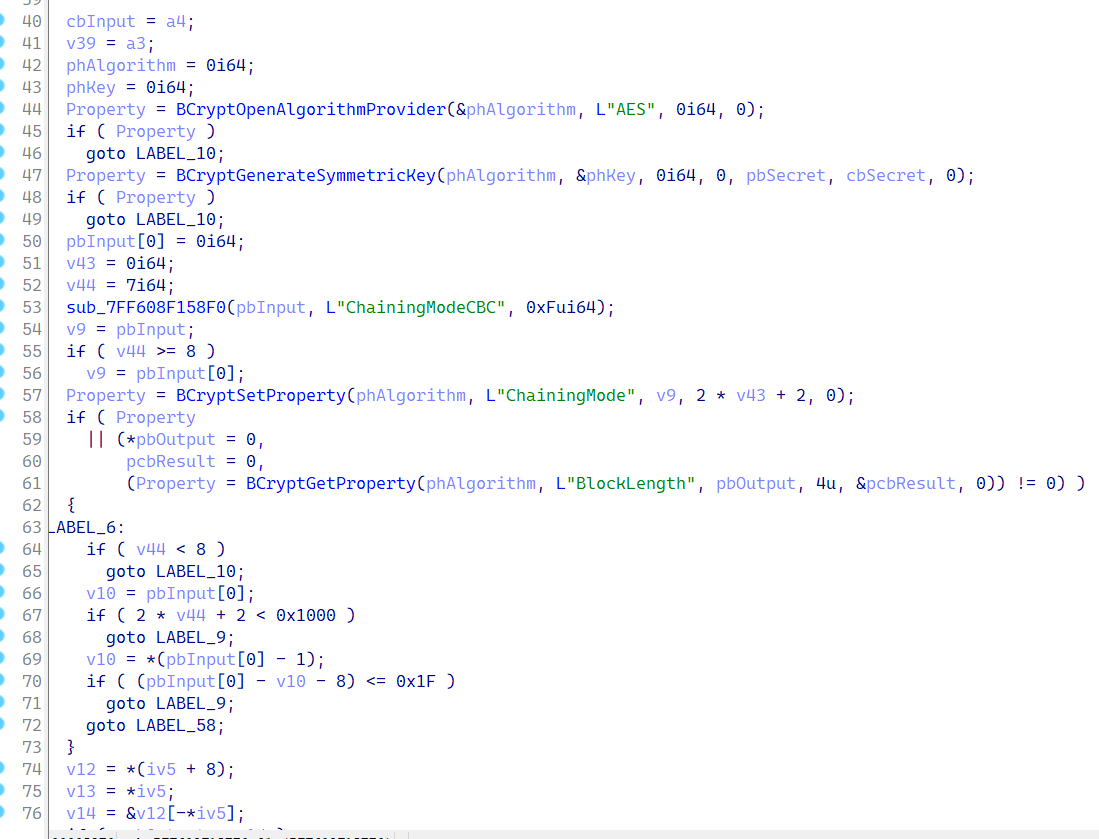 40 cbInput = a4;
41 v39 = a3;
42 phAlgorithm = 0i64;
43 phKey = 0i64;
44 Property = BCryptOpenAlgorithmProvider(&phAlgorithm, L"AES", 0i64, 0);
45 if ( Property )
46 goto LABEL_10;
47 Property = BCryptGenerateSymmetricKey(phAlgorithm, &phKey, 0i64, 0, pbSecret, cbSecret, 0);
48 if ( Property )
49 goto LABEL_10;
50 pbInput[0] = 0i64;
51 v43 = 0i64;
52 v44 = 7i64;
53 sub_7FF608F158F0(pbInput, L"ChainingModeCBC", 0xFui64);
54 v9 = pbInput;
55 if ( v44 >= 8 )
56 v9 = pbInput[0];
57 Property = BCryptSetProperty(phAlgorithm, L"ChainingMode", v9, 2 * v43 + 2, 0);
58 if ( Property
59 || (*pbOutput = 0,
60 pcbResult = 0,
61 (Property = BCryptGetProperty(phAlgorithm, L"BlockLength", pbOutput, 4u, &pcbResult, 0)) != 0) )
62 {
63 LABEL_6:
64 if ( v44 < 8 )
65 goto LABEL_10;
66 v10 = pbInput[0];
67 if ( 2 * v44 + 2 < 0x1000 )
68 goto LABEL_9;
69 v10 = *(pbInput[0] - 1);
70 if ( (pbInput[0] - v10 - 8) <= 0x1F )
71 goto LABEL_9;
72 goto LABEL_58;
73 }
74 v12 = *(iv5 + 8);
75 v13 = *iv5;
76 v14 = &v12[-*iv5];